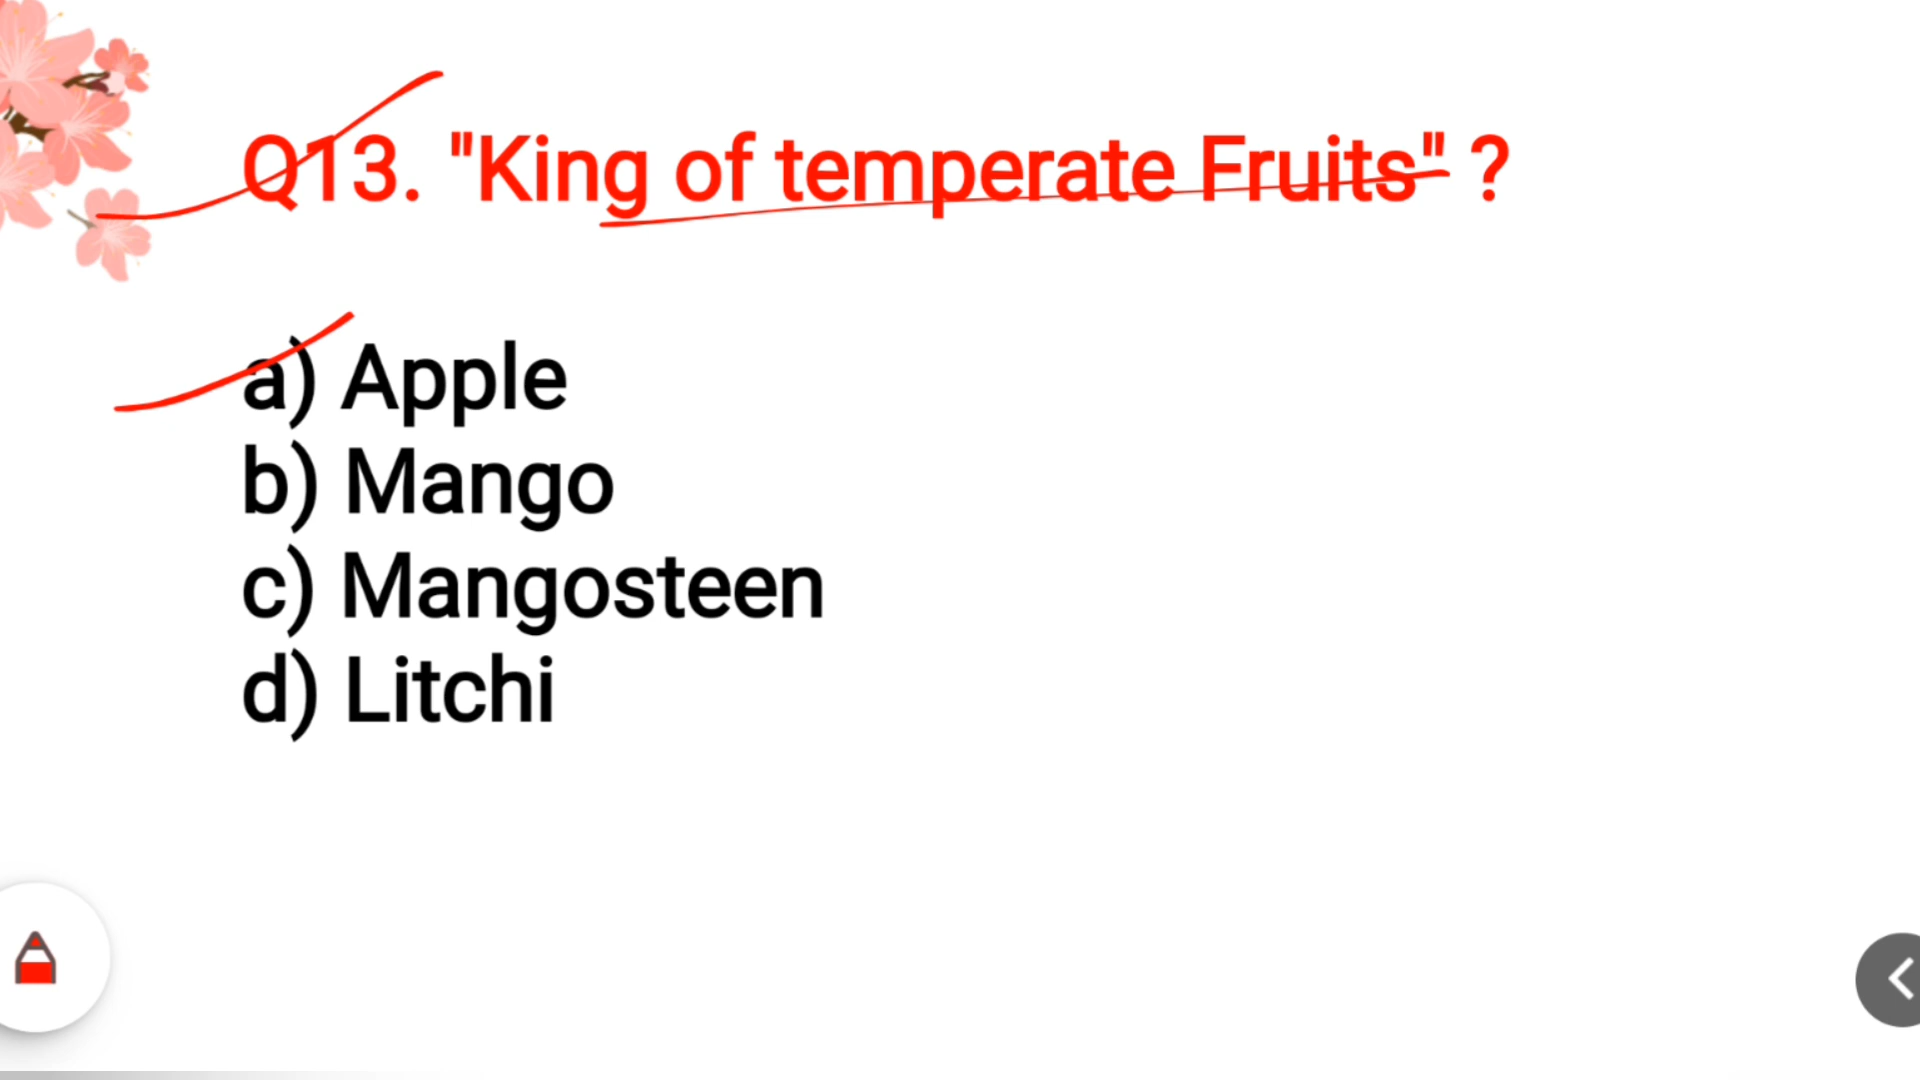 Q13. "King of temperate Fruits" ?
a) Apple
b) Mango
c) Mangosteen
d) Litchi